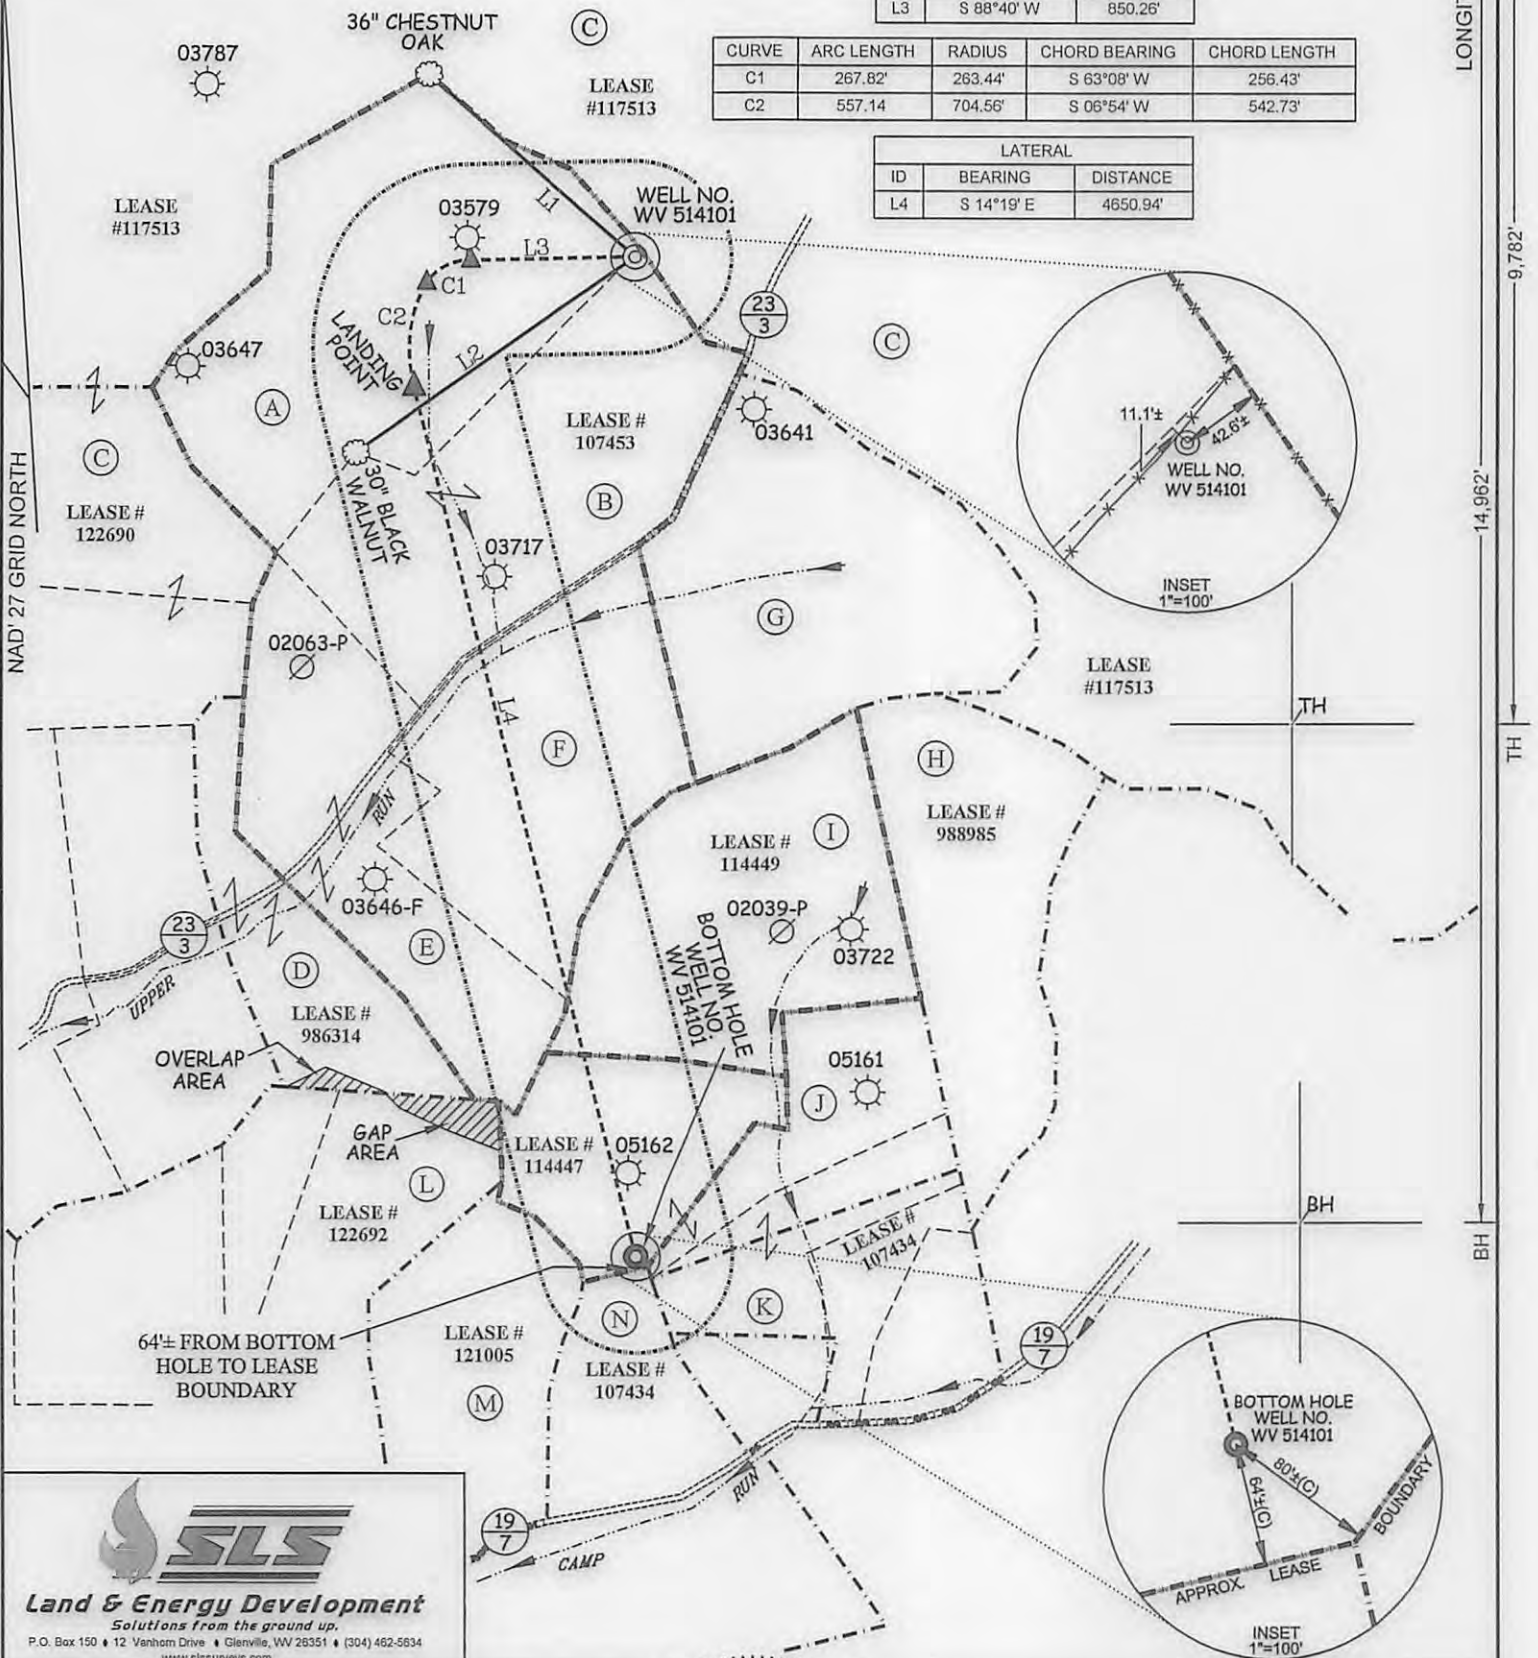 L3 S 88°40' W 850.26'
CURVE ARC LENGTH RADIUS CHORD BEARING CHORD LENGTH
C1 267.82' 263.44' S 63°08' W 256.43'
C2 557.14 704.56' S 06°54' W 542.73'
LATERAL
ID BEARING DISTANCE
L4 S 14°19' E 4650.94'
36" CHESTNUT
OAK
C
03787
LEASE
#117513
LONGI
9,782'
LEASE
#117513
03579
L1
WELL NO.
WV 514101
L3
C1
C2
LANDING
POINT
L2
23
3
C
03647
A
LEASE #
107453
03641
B
11.1'±
42.6'±
WELL NO.
WV 514101
INSET
1"=100'
C
LEASE #
122690
NAD' 27 GRID NORTH
14,962'
30" BLACK
WALNUT
03717
G
02063-P
LEASE
#117513
TH
TH
L4
F
H
LEASE #
988985
RUN
LEASE #
114449
I
03646-F
02039-P
03722
23
3
E
D
BOTTOM HOLE
WELL NO.
WV 514101
UPPER
LEASE #
986314
OVERLAP
AREA
05161
J
GAP
AREA
LEASE #
114447
05162
L
LEASE #
122692
LEASE #
107434
BH
BH
N
K
64'± FROM BOTTOM
HOLE TO LEASE
BOUNDARY
LEASE #
121005
LEASE #
107434
M
19
7
BOTTOM HOLE
WELL NO.
WV 514101
80'±(C)
64'±(C)
BOUNDARY
APPROX. LEASE
INSET
1"=100'
RUN
19
7
CAMP
SLS
Land & Energy Development
Solutions from the ground up.
P.O. Box 150 ♦ 12 Vanhorn Drive ♦ Glenville, WV 26351 ♦ (304) 462-5634
www.slssurveys.com